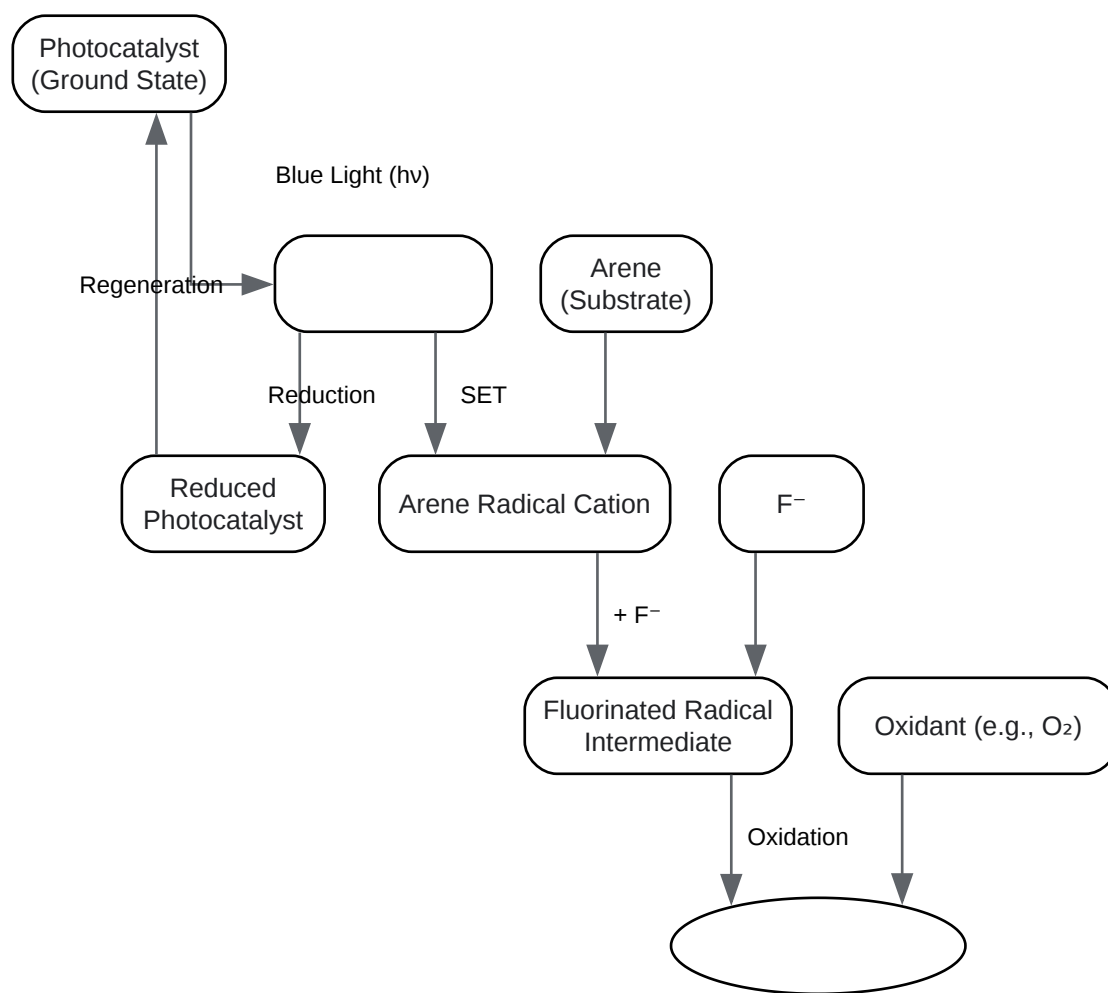 Photocatalyst
(Ground State)
Blue Light (hν)
Regeneration
Arene
(Substrate)
Reduction
SET
Reduced
Photocatalyst
Arene Radical Cation
F⁻
+ F⁻
Fluorinated Radical
Intermediate
Oxidant (e.g., O₂)
Oxidation